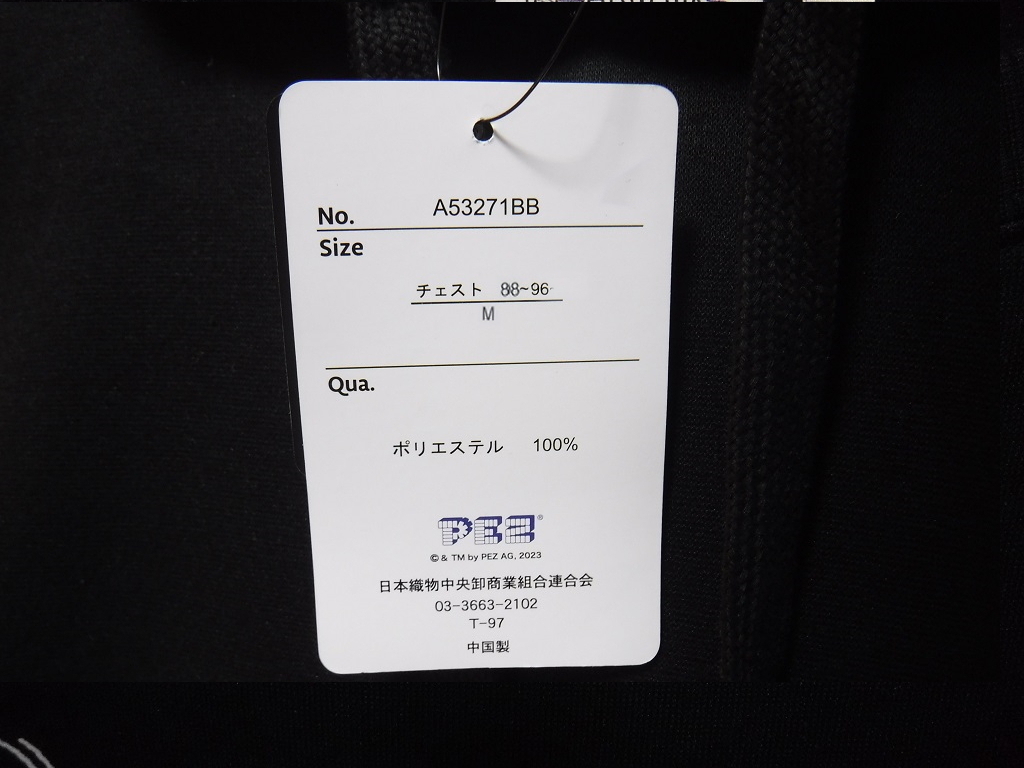 No. A53271BB
Size
チェスト 88~96
M
Qua.
ポリエステル 100%
PEZ®
© & TM by PEZ AG, 2023
日本織物中央卸商業組合連合会
03-3663-2102
T-97
中国製